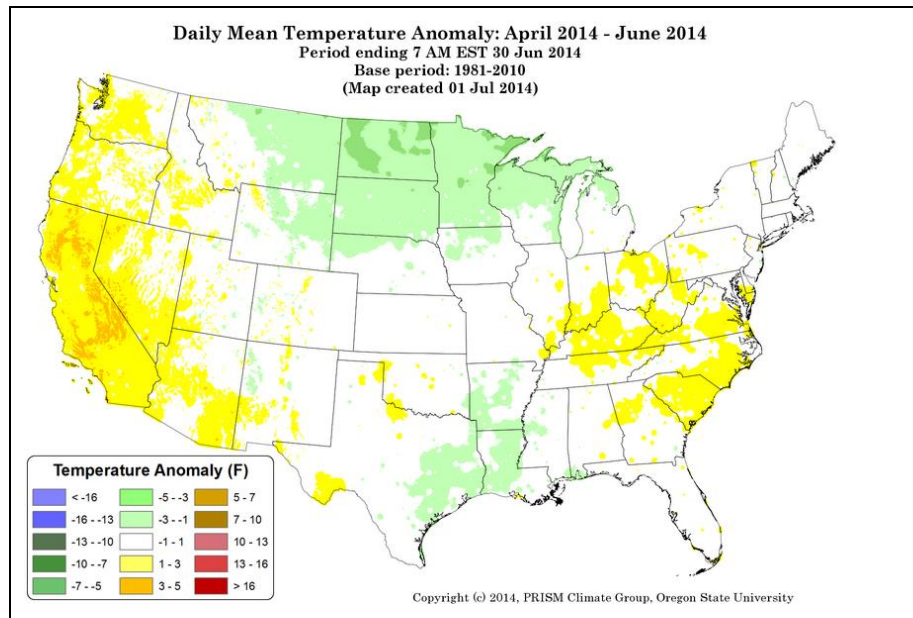 Daily Mean Temperature Anomaly: April 2014 - June 2014
Period ending 7 AM EST 30 Jun 2014
Base period: 1981-2010
(Map created 01 Jul 2014)
Temperature Anomaly (F)
< -16
-16 - -13
-13 - -10
-10 - -7
-7 - -5
-5 - -3
-3 - -1
-1 - 1
1 - 3
3 - 5
5 - 7
7 - 10
10 - 13
13 - 16
> 16
Copyright (c) 2014, PRISM Climate Group, Oregon State University